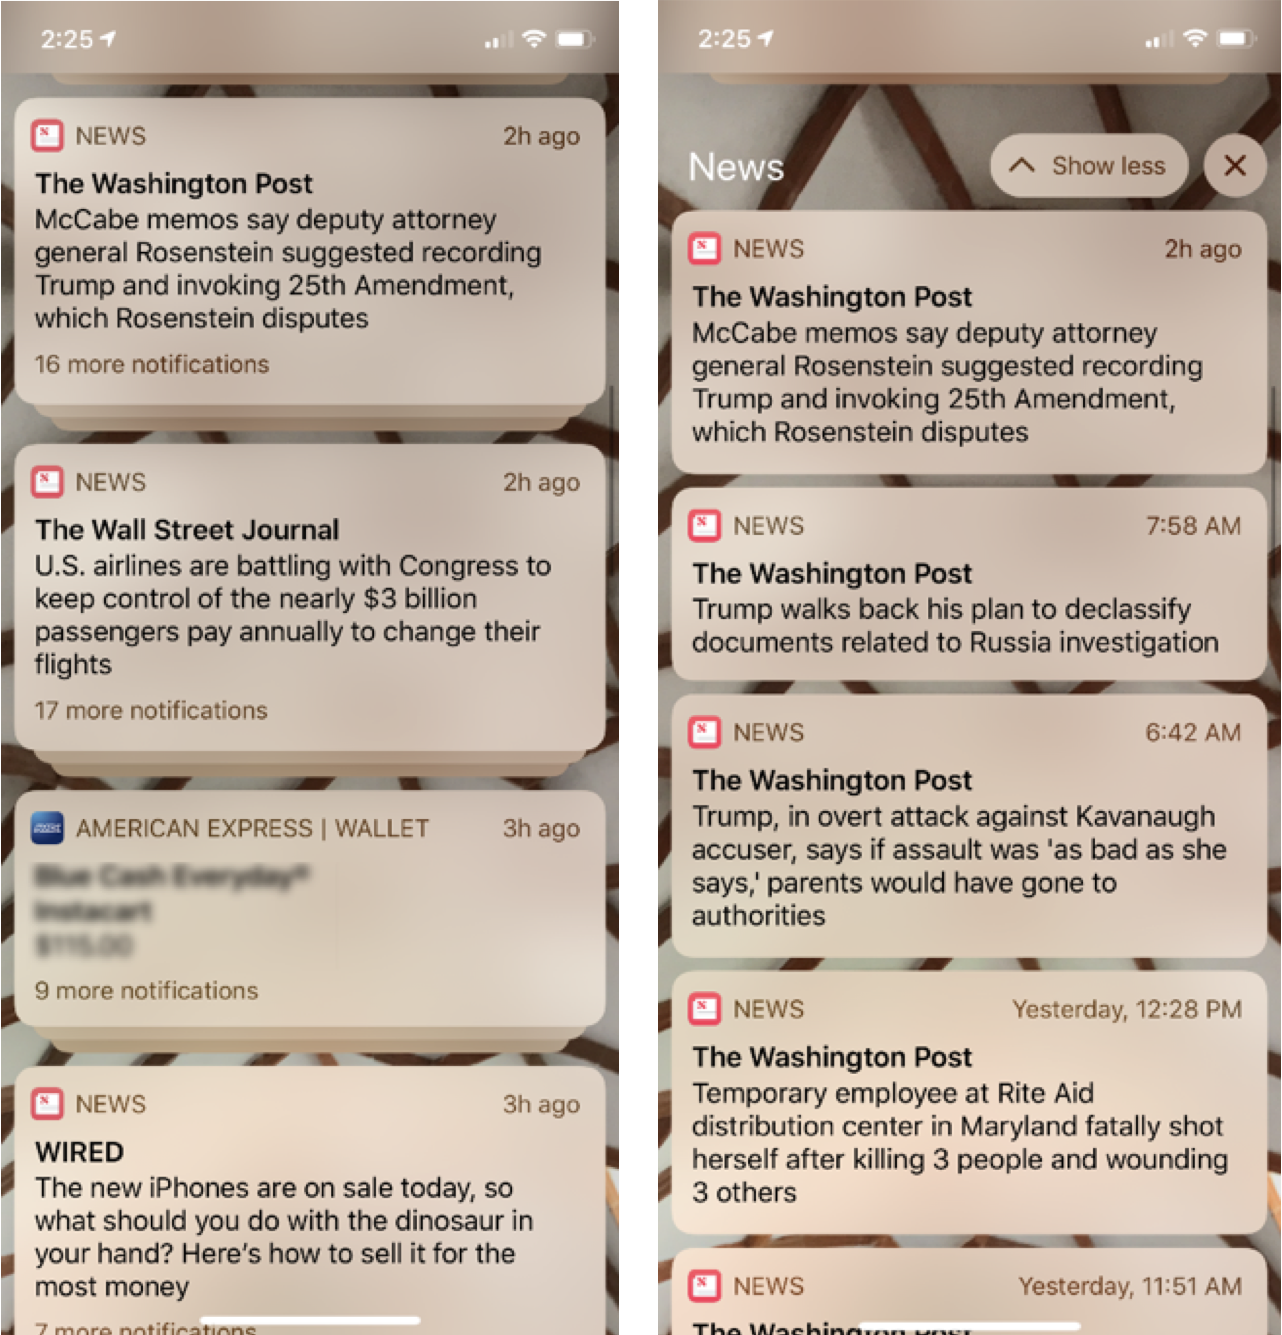 2:25
NEWS 2h ago
The Washington Post
McCabe memos say deputy attorney
general Rosenstein suggested recording
Trump and invoking 25th Amendment,
which Rosenstein disputes
16 more notifications
NEWS 2h ago
The Wall Street Journal
U.S. airlines are battling with Congress to
keep control of the nearly $3 billion
passengers pay annually to change their
flights
17 more notifications
AMERICAN EXPRESS | WALLET 3h ago
Blue Cash Everyday®
Instacart
$115.00
9 more notifications
NEWS 3h ago
WIRED
The new iPhones are on sale today, so
what should you do with the dinosaur in
your hand? Here's how to sell it for the
most money
7 more notifications
2:25
News Show less
NEWS 2h ago
The Washington Post
McCabe memos say deputy attorney
general Rosenstein suggested recording
Trump and invoking 25th Amendment,
which Rosenstein disputes
NEWS 7:58 AM
The Washington Post
Trump walks back his plan to declassify
documents related to Russia investigation
NEWS 6:42 AM
The Washington Post
Trump, in overt attack against Kavanaugh
accuser, says if assault was 'as bad as she
says,' parents would have gone to
authorities
NEWS Yesterday, 12:28 PM
The Washington Post
Temporary employee at Rite Aid
distribution center in Maryland fatally shot
herself after killing 3 people and wounding
3 others
NEWS Yesterday, 11:51 AM
The Washington Post